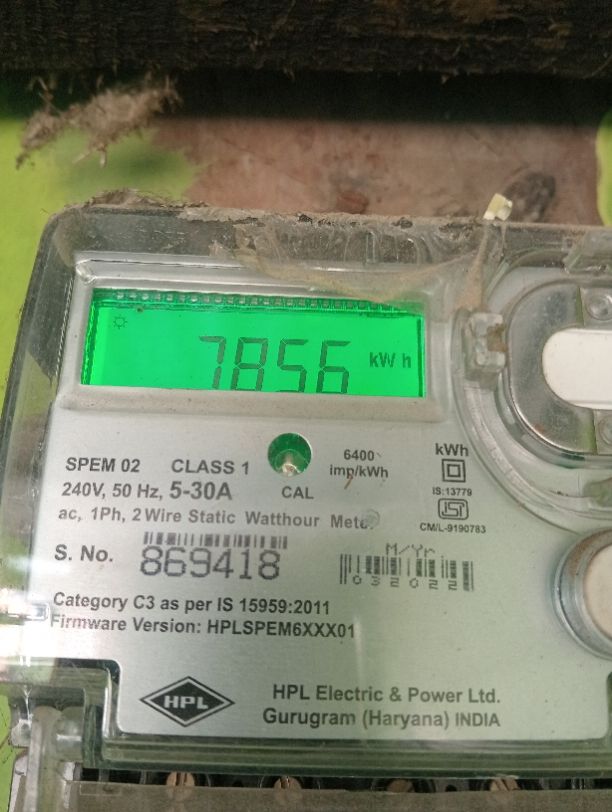 7856 kW h
SPEM 02 CLASS 1 CAL 6400 imp/kWh kWh
240V, 50 Hz, 5-30A
IS:13779
ISI
CM/L-9190783
ac, 1Ph, 2 Wire Static Watthour Meter
S. No. 869418
M/Yr
032022
Category C3 as per IS 15959:2011
Firmware Version: HPLSPEM6XXX01
HPL
HPL Electric & Power Ltd.
Gurugram (Haryana) INDIA